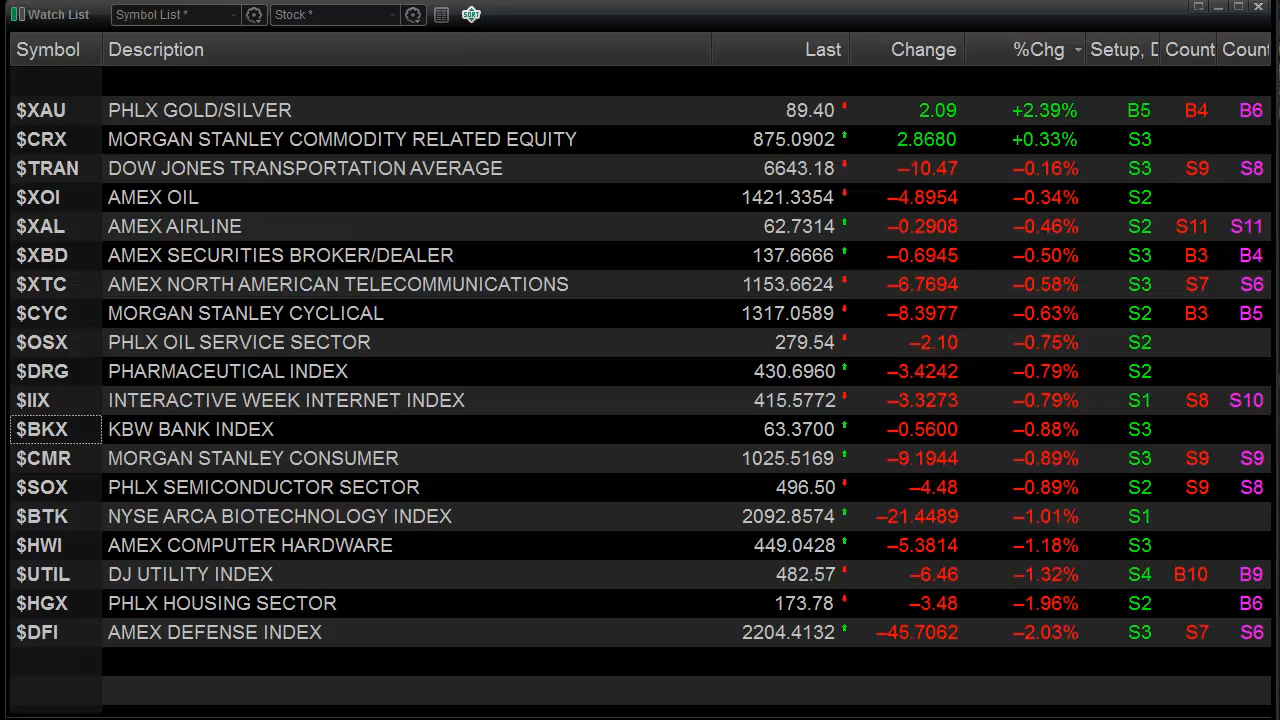 Watch List Symbol List * Stock * SORT
Symbol Description Last Change %Chg Setup, D Count Count
$XAU PHLX GOLD/SILVER 89.40 2.09 +2.39% B5 B4 B6
$CRX MORGAN STANLEY COMMODITY RELATED EQUITY 875.0902 2.8680 +0.33% S3
$TRAN DOW JONES TRANSPORTATION AVERAGE 6643.18 –10.47 –0.16% S3 S9 S8
$XOI AMEX OIL 1421.3354 –4.8954 –0.34% S2
$XAL AMEX AIRLINE 62.7314 –0.2908 –0.46% S2 S11 S11
$XBD AMEX SECURITIES BROKER/DEALER 137.6666 –0.6945 –0.50% S3 B3 B4
$XTC AMEX NORTH AMERICAN TELECOMMUNICATIONS 1153.6624 –6.7694 –0.58% S3 S7 S6
$CYC MORGAN STANLEY CYCLICAL 1317.0589 –8.3977 –0.63% S2 B3 B5
$OSX PHLX OIL SERVICE SECTOR 279.54 –2.10 –0.75% S2
$DRG PHARMACEUTICAL INDEX 430.6960 –3.4242 –0.79% S2
$IIX INTERACTIVE WEEK INTERNET INDEX 415.5772 –3.3273 –0.79% S1 S8 S10
$BKX KBW BANK INDEX 63.3700 –0.5600 –0.88% S3
$CMR MORGAN STANLEY CONSUMER 1025.5169 –9.1944 –0.89% S3 S9 S9
$SOX PHLX SEMICONDUCTOR SECTOR 496.50 –4.48 –0.89% S2 S9 S8
$BTK NYSE ARCA BIOTECHNOLOGY INDEX 2092.8574 –21.4489 –1.01% S1
$HWI AMEX COMPUTER HARDWARE 449.0428 –5.3814 –1.18% S3
$UTIL DJ UTILITY INDEX 482.57 –6.46 –1.32% S4 B10 B9
$HGX PHLX HOUSING SECTOR 173.78 –3.48 –1.96% S2 B6
$DFI AMEX DEFENSE INDEX 2204.4132 –45.7062 –2.03% S3 S7 S6